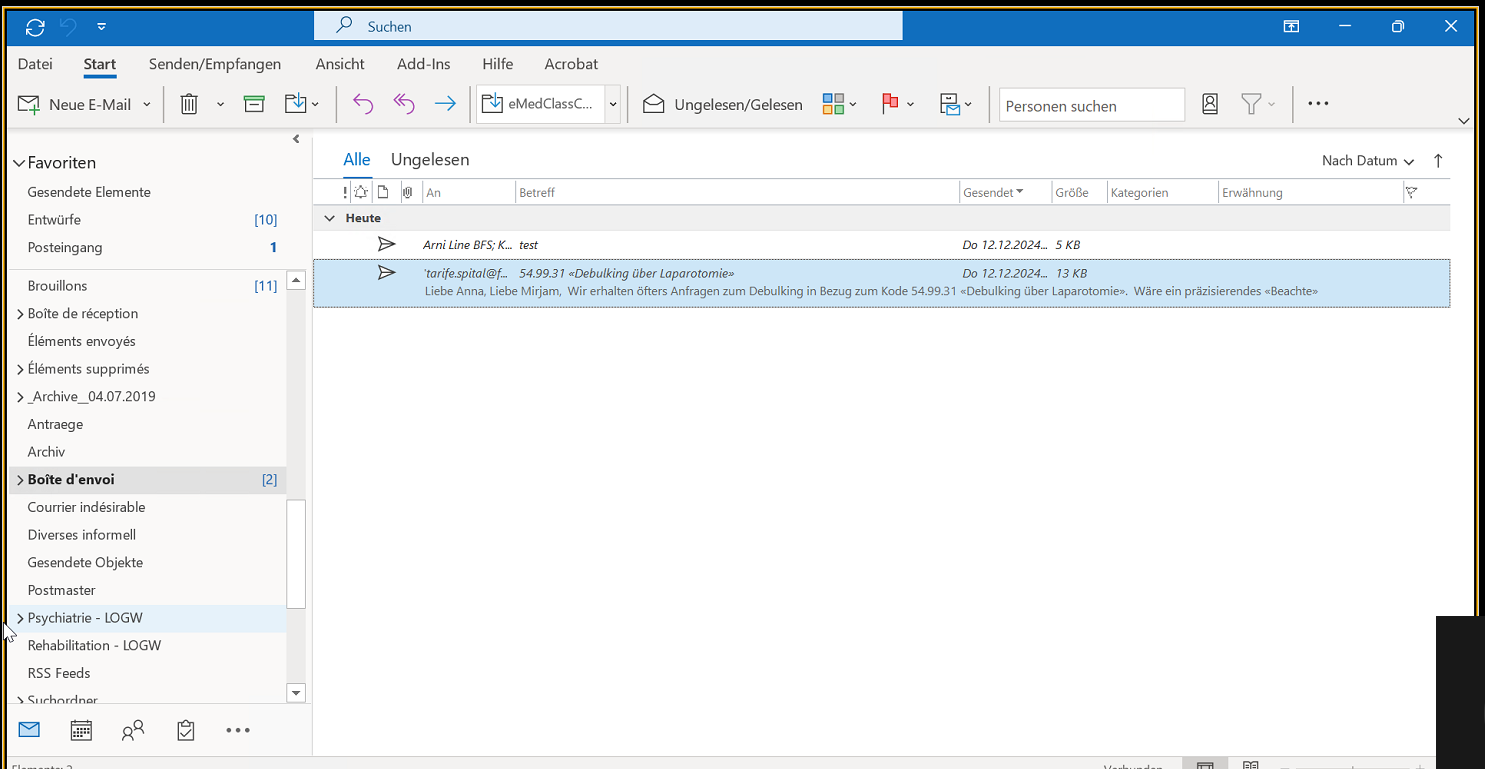 Suchen
Datei Start Senden/Empfangen Ansicht Add-Ins Hilfe Acrobat
Neue E-Mail eMedClassC... Ungelesen/Gelesen Personen suchen
Favoriten
Gesendete Elemente
Entwürfe [10]
Posteingang 1
Brouillons [11]
Boîte de réception
Éléments envoyés
Éléments supprimés
_Archive__04.07.2019
Antraege
Archiv
Boîte d'envoi [2]
Courrier indésirable
Diverses informell
Gesendete Objekte
Postmaster
Psychiatrie - LOGW
Rehabilitation - LOGW
RSS Feeds
Suchordner
Alle Ungelesen Nach Datum
An Betreff Gesendet Größe Kategorien Erwähnung
Heute
Arni Line BFS; K... test Do 12.12.2024... 5 KB
'tarife.spital@f... 54.99.31 «Debulking über Laparotomie» Do 12.12.2024... 13 KB
Liebe Anna, Liebe Mirjam, Wir erhalten öfters Anfragen zum Debulking in Bezug zum Kode 54.99.31 «Debulking über Laparotomie». Wäre ein präzisierendes «Beachte»
Elemente: 2 Verbunden